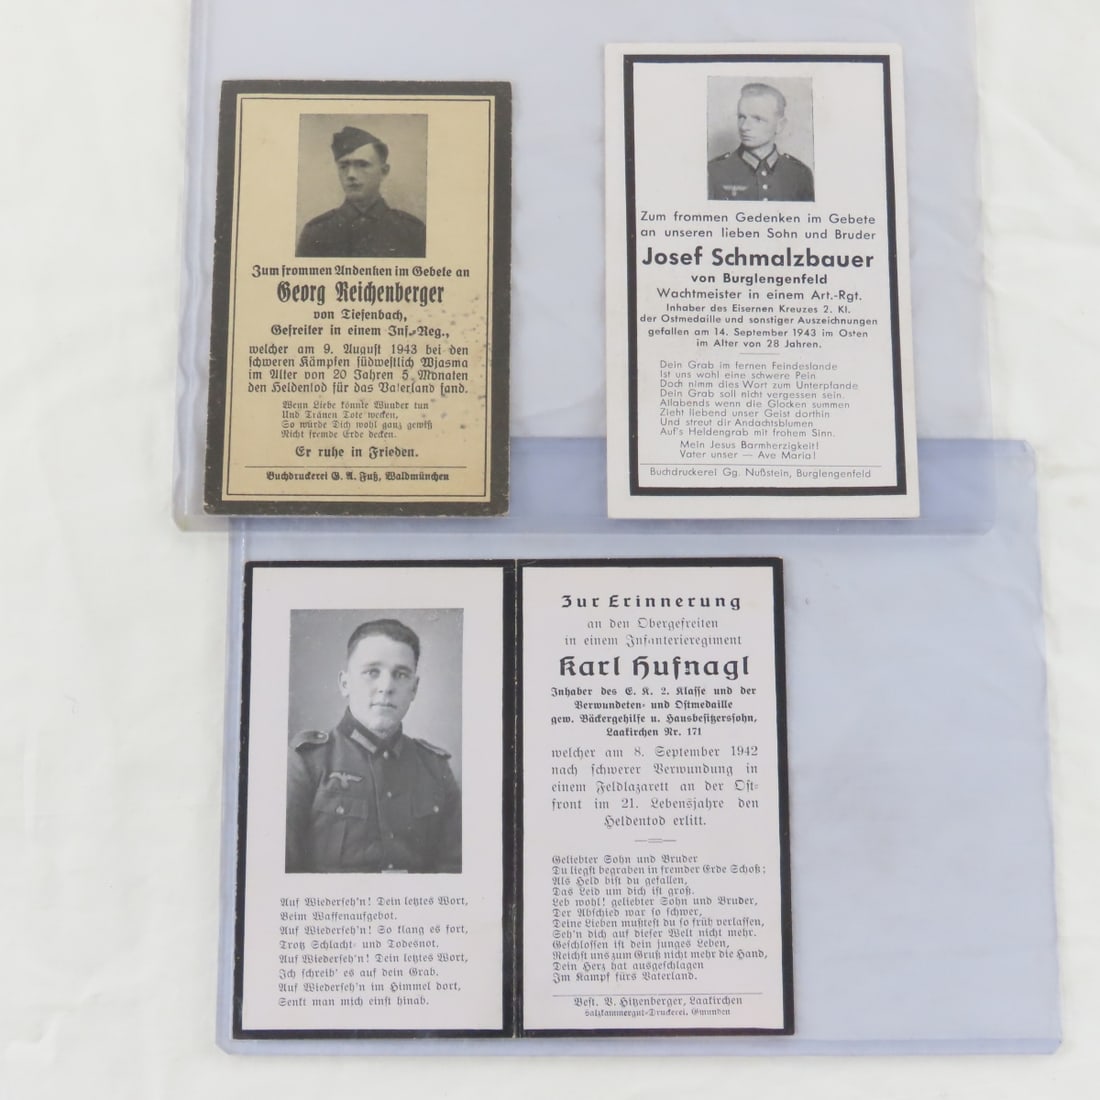 Zum frommen Andenken im Gebete an
Georg Reichenberger
von Tiefenbach,
Gefreiter in einem Inf.-Reg.,
welcher am 9. August 1943 bei den
schweren Kämpfen südwestlich Wjasma
im Alter von 20 Jahren 5 Monaten
den Heldentod für das Vaterland fand.
Wenn Liebe könnte Wunder tun
Und Tränen Tote wecken,
So würde Dich wohl ganz gewiß
Nicht fremde Erde decken.
Er ruhe in Frieden.
Buchdruckerei G. A. Fuß, Waldmünchen
Zum frommen Gedenken im Gebete
an unseren lieben Sohn und Bruder
Josef Schmalzbauer
von Burglengenfeld
Wachtmeister in einem Art.-Rgt.
Inhaber des Eisernen Kreuzes 2. Kl.
der Ostmedaille und sonstiger Auszeichnungen
gefallen am 14. September 1943 im Osten
im Alter von 28 Jahren.
Dein Grab im fernen Feindeslande
Ist uns wohl eine schwere Pein
Doch nimm dies Wort zum Unterpfande
Dein Grab soll nicht vergessen sein.
Allabends wenn die Glocken summen
Zieht liebend unser Geist dorthin
Und streut dir Andachtsblumen
Auf's Heldengrab mit frohem Sinn.
Mein Jesus Barmherzigkeit!
Vater unser — Ave Maria!
Buchdruckerei Gg. Nußstein, Burglengenfeld
Auf Wiederseh'n! Dein letztes Wort,
Beim Waffenaufgebot.
Auf Wiederseh'n! So klang es fort,
Trotz Schlacht- und Todesnot.
Auf Wiederseh'n! Dein letztes Wort,
Ich schreib' es auf dein Grab.
Auf Wiederseh'n im Himmel dort,
Senkt man mich einst hinab.
Zur Erinnerung
an den Obergefreiten
in einem Infanterieregiment
Karl Hufnagl
Inhaber des E. K. 2. Klasse und der
Verwundeten- und Ostmedaille
gew. Bäckergehilfe u. Hausbesitzerssohn,
Laakirchen Nr. 171
welcher am 8. September 1942
nach schwerer Verwundung in
einem Feldlazarett an der Ost-
front im 21. Lebensjahre den
Heldentod erlitt.
Geliebter Sohn und Bruder
Du liegst begraben in fremder Erde Schoß;
Als Held bist du gefallen,
Das Leid um dich ist groß.
Leb wohl! geliebter Sohn und Bruder,
Der Abschied war so schwer,
Deine Lieben mußtest du so früh verlassen,
Seh'n dich auf dieser Welt nicht mehr.
Geschlossen ist dein junges Leben,
Reichst uns zum Gruß nicht mehr die Hand,
Dein Herz hat ausgeschlagen
Im Kampf fürs Vaterland.
Best. B. Hitzenberger, Laakirchen
Salzkammergut-Druckerei, Gmunden